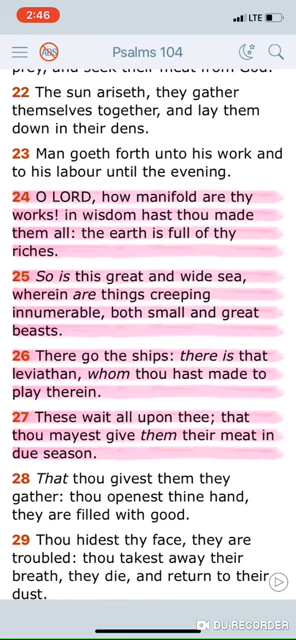 2:46
LTE
ADS
Psalms 104
prey, and seek their meat from God.
22 The sun ariseth, they gather
themselves together, and lay them
down in their dens.
23 Man goeth forth unto his work and
to his labour until the evening.
24 O LORD, how manifold are thy
works! in wisdom hast thou made
them all: the earth is full of thy
riches.
25 So is this great and wide sea,
wherein are things creeping
innumerable, both small and great
beasts.
26 There go the ships: there is that
leviathan, whom thou hast made to
play therein.
27 These wait all upon thee; that
thou mayest give them their meat in
due season.
28 That thou givest them they
gather: thou openest thine hand,
they are filled with good.
29 Thou hidest thy face, they are
troubled: thou takest away their
breath, they die, and return to their
dust.
DU RECORDER